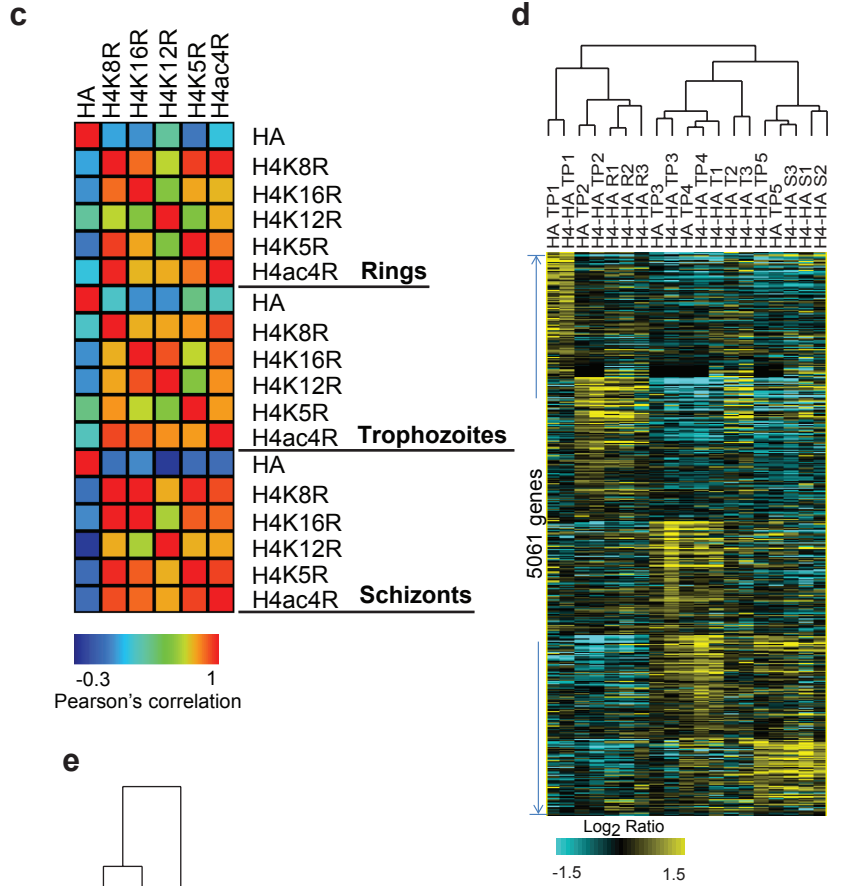 c
HA
H4K8R
H4K16R
H4K12R
H4K5R
H4ac4R
HA
H4K8R
H4K16R
H4K12R
H4K5R
H4ac4R Rings
HA
H4K8R
H4K16R
H4K12R
H4K5R
H4ac4R Trophozoites
HA
H4K8R
H4K16R
H4K12R
H4K5R
H4ac4R Schizonts
-0.3 1
Pearson's correlation
d
HA TP1
H4-HA TP1
HA TP2
H4-HA TP2
H4-HA R1
H4-HA R2
H4-HA R3
HA TP3
H4-HA TP3
HA TP4
H4-HA TP4
H4-HA T1
H4-HA T2
H4-HA T3
H4-HA TP5
HA TP5
H4-HA S3
H4-HA S1
H4-HA S2
5061 genes
Log2 Ratio
-1.5 1.5
e